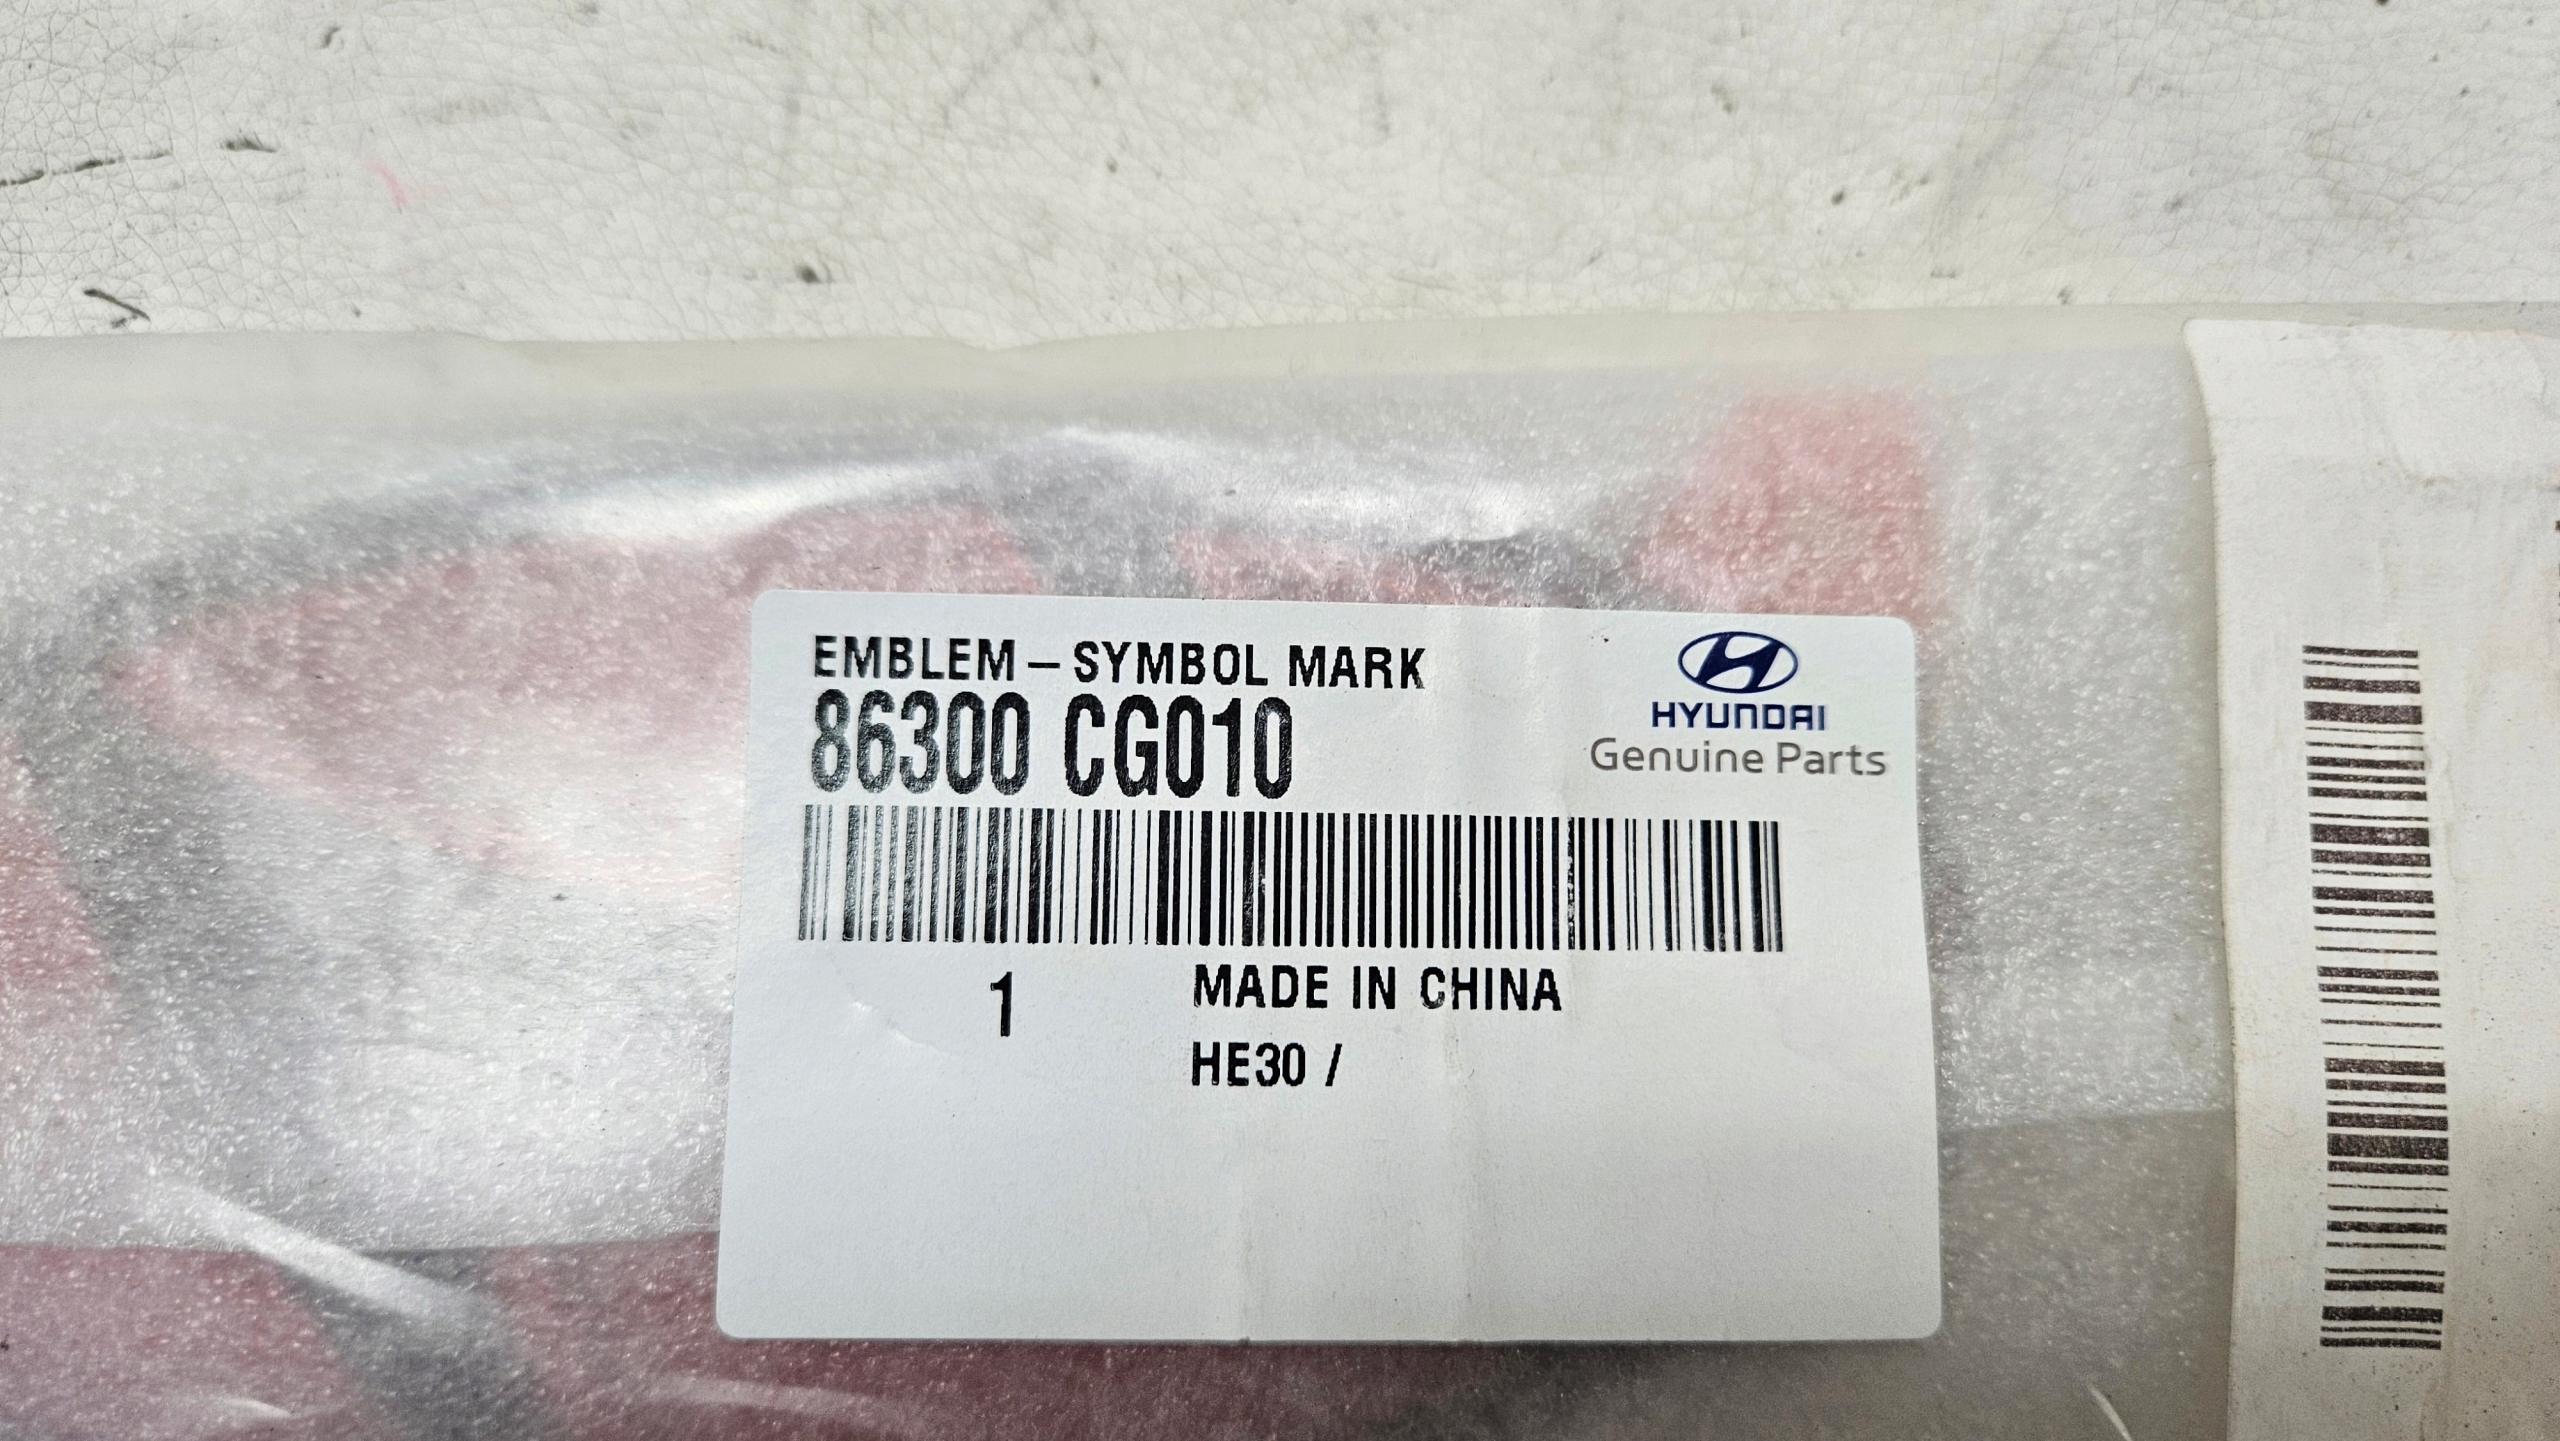 EMBLEM – SYMBOL MARK
86300 CG010
HYUNDAI
Genuine Parts
1
MADE IN CHINA
HE30 /